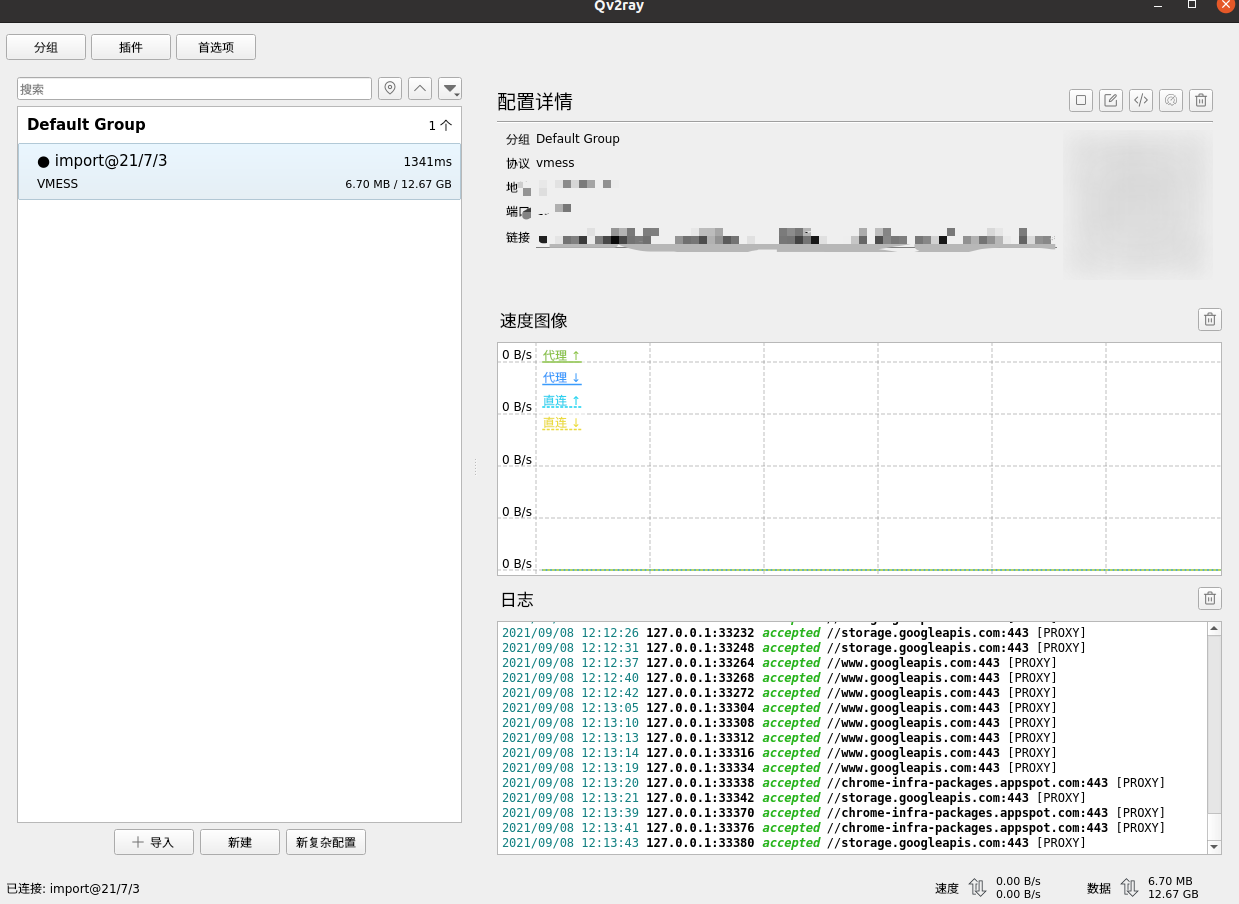 Qv2ray
分组 插件 首选项
搜索
Default Group 1 个
import@21/7/3 1341ms
VMESS 6.70 MB / 12.67 GB
导入 新建 新复杂配置
配置详情
分组 Default Group
协议 vmess
地
端口
链接
速度图像
0 B/s 代理 ↑
代理 ↓
直连 ↑
0 B/s
直连 ↓
0 B/s
0 B/s
0 B/s
日志
2021/09/08 12:12:26 127.0.0.1:33232 accepted //storage.googleapis.com:443 [PROXY]
2021/09/08 12:12:31 127.0.0.1:33248 accepted //storage.googleapis.com:443 [PROXY]
2021/09/08 12:12:37 127.0.0.1:33264 accepted //www.googleapis.com:443 [PROXY]
2021/09/08 12:12:40 127.0.0.1:33268 accepted //www.googleapis.com:443 [PROXY]
2021/09/08 12:12:42 127.0.0.1:33272 accepted //www.googleapis.com:443 [PROXY]
2021/09/08 12:13:05 127.0.0.1:33304 accepted //www.googleapis.com:443 [PROXY]
2021/09/08 12:13:10 127.0.0.1:33308 accepted //www.googleapis.com:443 [PROXY]
2021/09/08 12:13:13 127.0.0.1:33312 accepted //www.googleapis.com:443 [PROXY]
2021/09/08 12:13:14 127.0.0.1:33316 accepted //www.googleapis.com:443 [PROXY]
2021/09/08 12:13:19 127.0.0.1:33334 accepted //www.googleapis.com:443 [PROXY]
2021/09/08 12:13:20 127.0.0.1:33338 accepted //chrome-infra-packages.appspot.com:443 [PROXY]
2021/09/08 12:13:21 127.0.0.1:33342 accepted //storage.googleapis.com:443 [PROXY]
2021/09/08 12:13:39 127.0.0.1:33370 accepted //chrome-infra-packages.appspot.com:443 [PROXY]
2021/09/08 12:13:41 127.0.0.1:33376 accepted //chrome-infra-packages.appspot.com:443 [PROXY]
2021/09/08 12:13:43 127.0.0.1:33380 accepted //storage.googleapis.com:443 [PROXY]
已连接: import@21/7/3
速度 0.00 B/s 数据 6.70 MB
0.00 B/s 12.67 GB